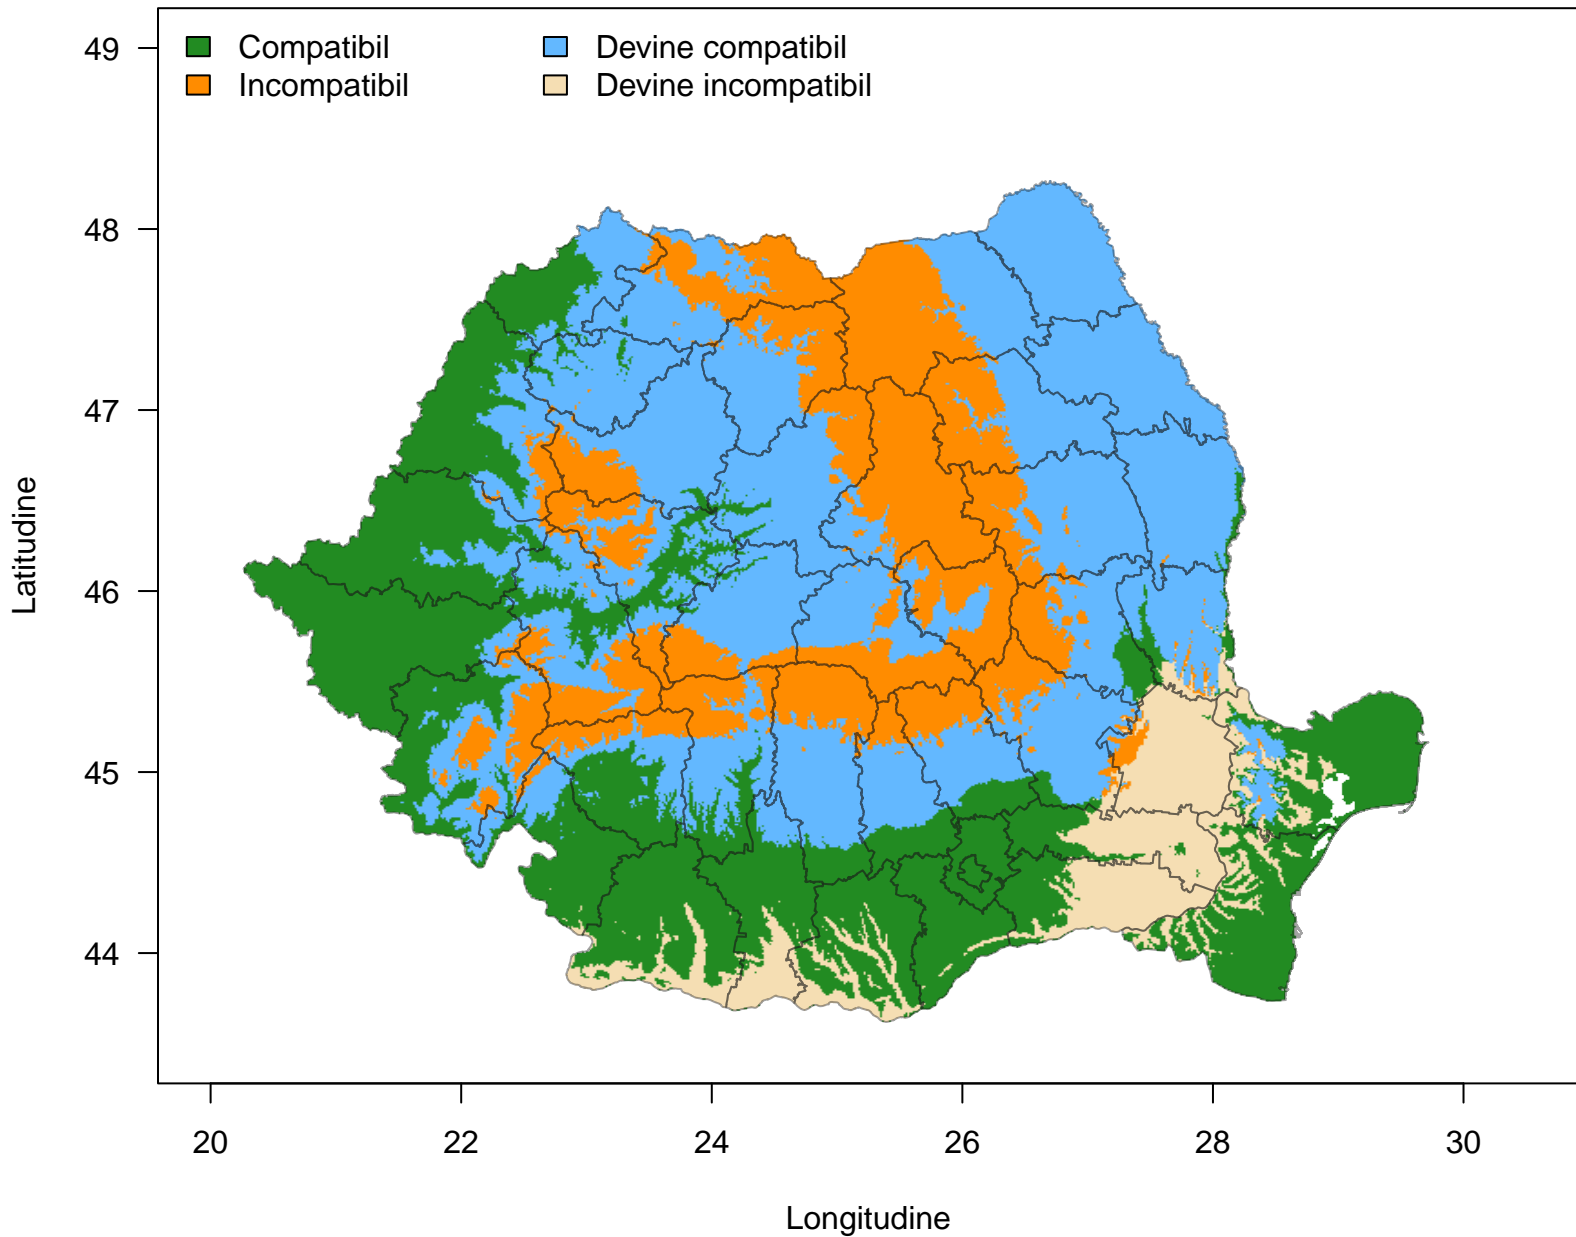 Compatibil
Incompatibil
Devine compatibil
Devine incompatibil
49
48
47
46
45
44
Latitudine
20 22 24 26 28 30
Longitudine